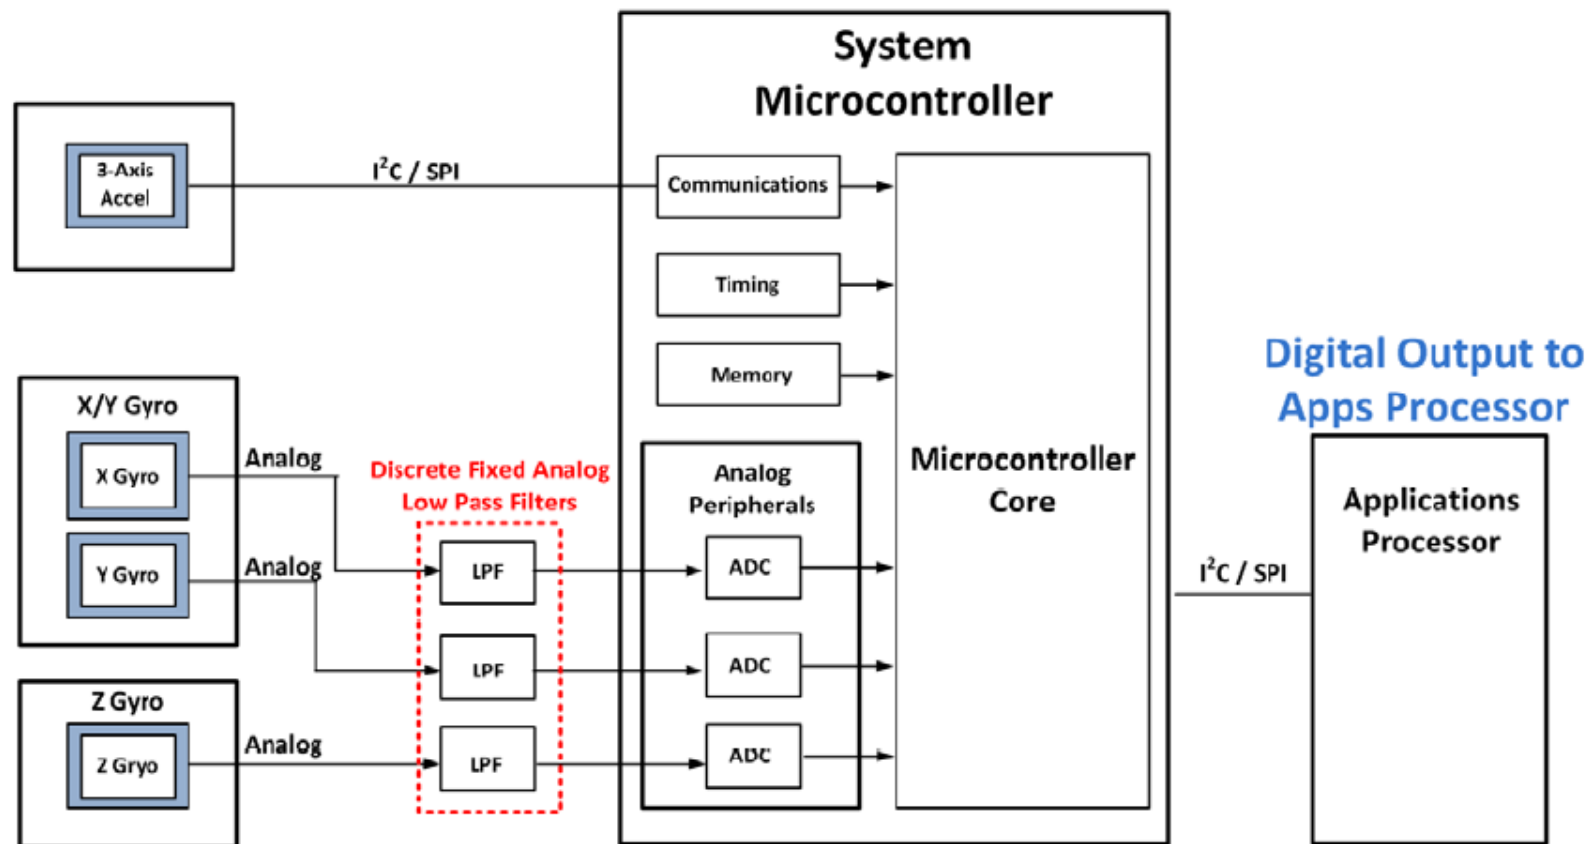 System
Microcontroller
3-Axis
Accel
I²C / SPI
Communications
Timing
Memory
Digital Output to
Apps Processor
X/Y Gyro
X Gyro
Analog
Y Gyro
Analog
Discrete Fixed Analog
Low Pass Filters
LPF
LPF
LPF
Analog
Peripherals
ADC
ADC
ADC
Microcontroller
Core
I²C / SPI
Applications
Processor
Z Gyro
Z Gryo
Analog